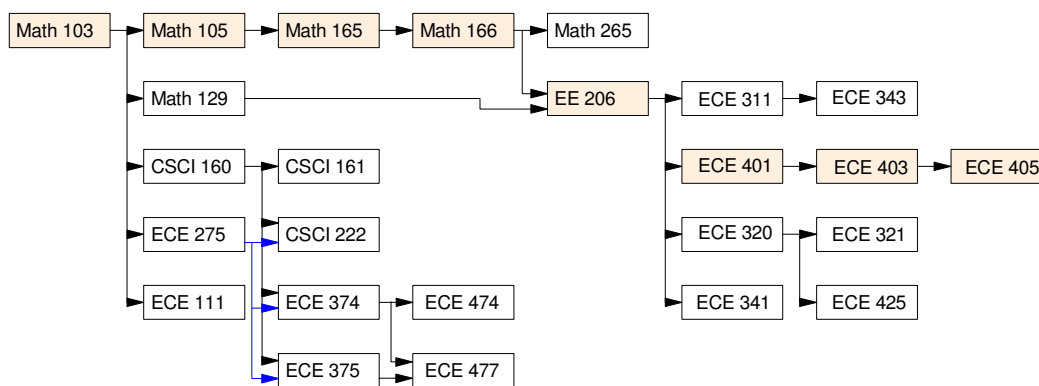 Math 103
Math 105
Math 165
Math 166
Math 265
Math 129
EE 206
ECE 311
ECE 343
CSCI 160
CSCI 161
ECE 401
ECE 403
ECE 405
ECE 275
CSCI 222
ECE 320
ECE 321
ECE 111
ECE 374
ECE 474
ECE 341
ECE 425
ECE 375
ECE 477